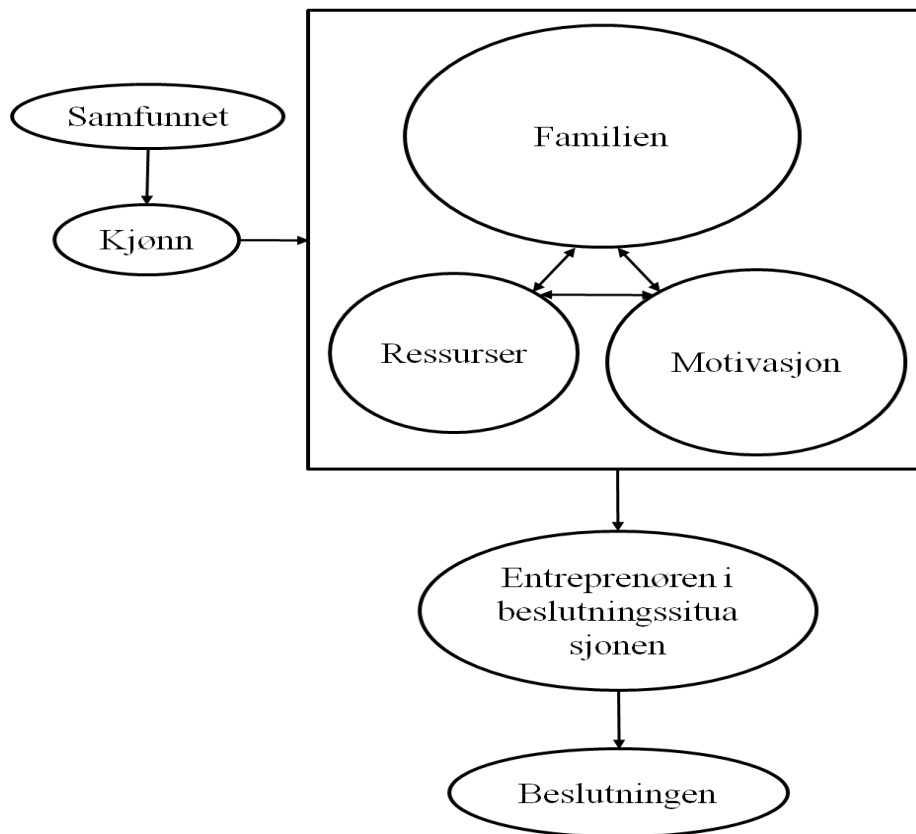 Samfunnet
Kjønn
Familien
Ressurser
Motivasjon
Entreprenøren i
beslutningssitua
sjonen
Beslutningen